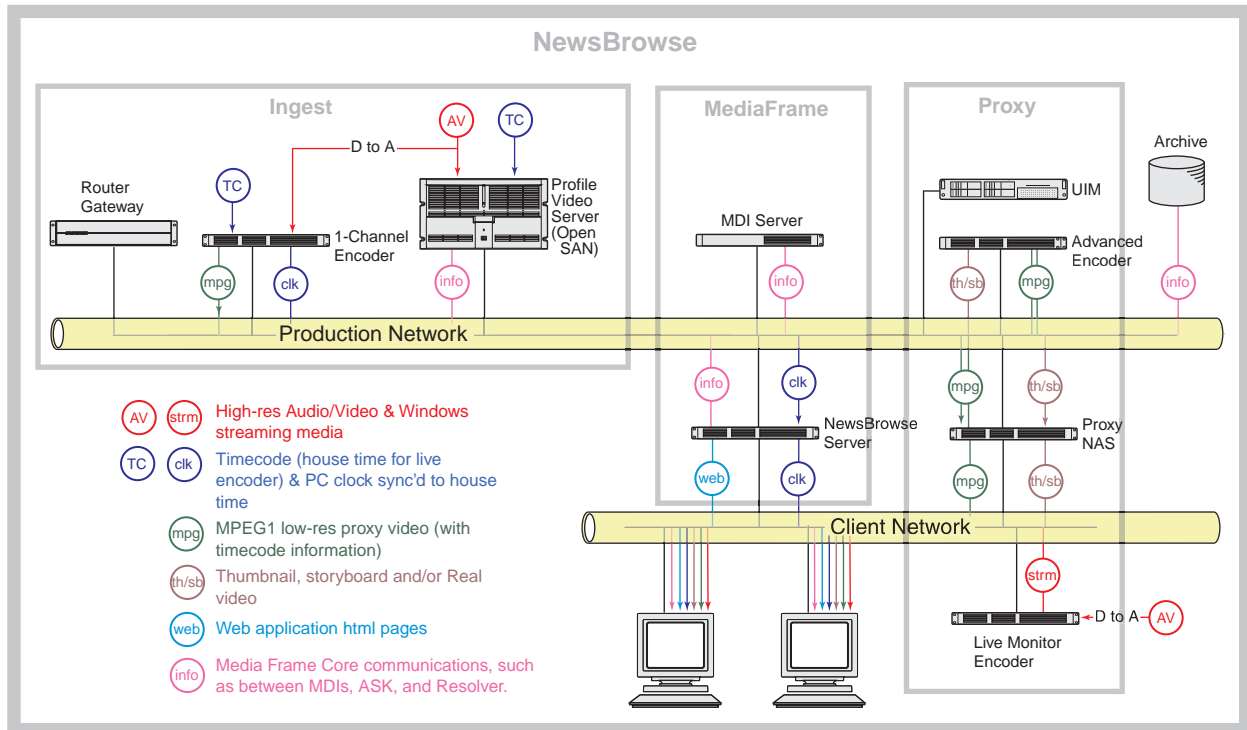 NewsBrowse
Ingest
MediaFrame
Proxy
AV
TC
D to A
Archive
TC
Router
Gateway
Profile
Video
Server
(Open
SAN)
1-Channel
Encoder
MDI Server
UIM
Advanced
Encoder
mpg
clk
info
info
th/sb
mpg
info
Production Network
info
clk
mpg
th/sb
NewsBrowse
Server
Proxy
NAS
web
clk
mpg
th/sb
Client Network
strm
D to A
AV
Live Monitor
Encoder
AV
strm
High-res Audio/Video & Windows
streaming media
TC
clk
Timecode (house time for live
encoder) & PC clock sync'd to house
time
mpg
MPEG1 low-res proxy video (with
timecode information)
th/sb
Thumbnail, storyboard and/or Real
video
web
Web application html pages
info
Media Frame Core communications, such
as between MDIs, ASK, and Resolver.